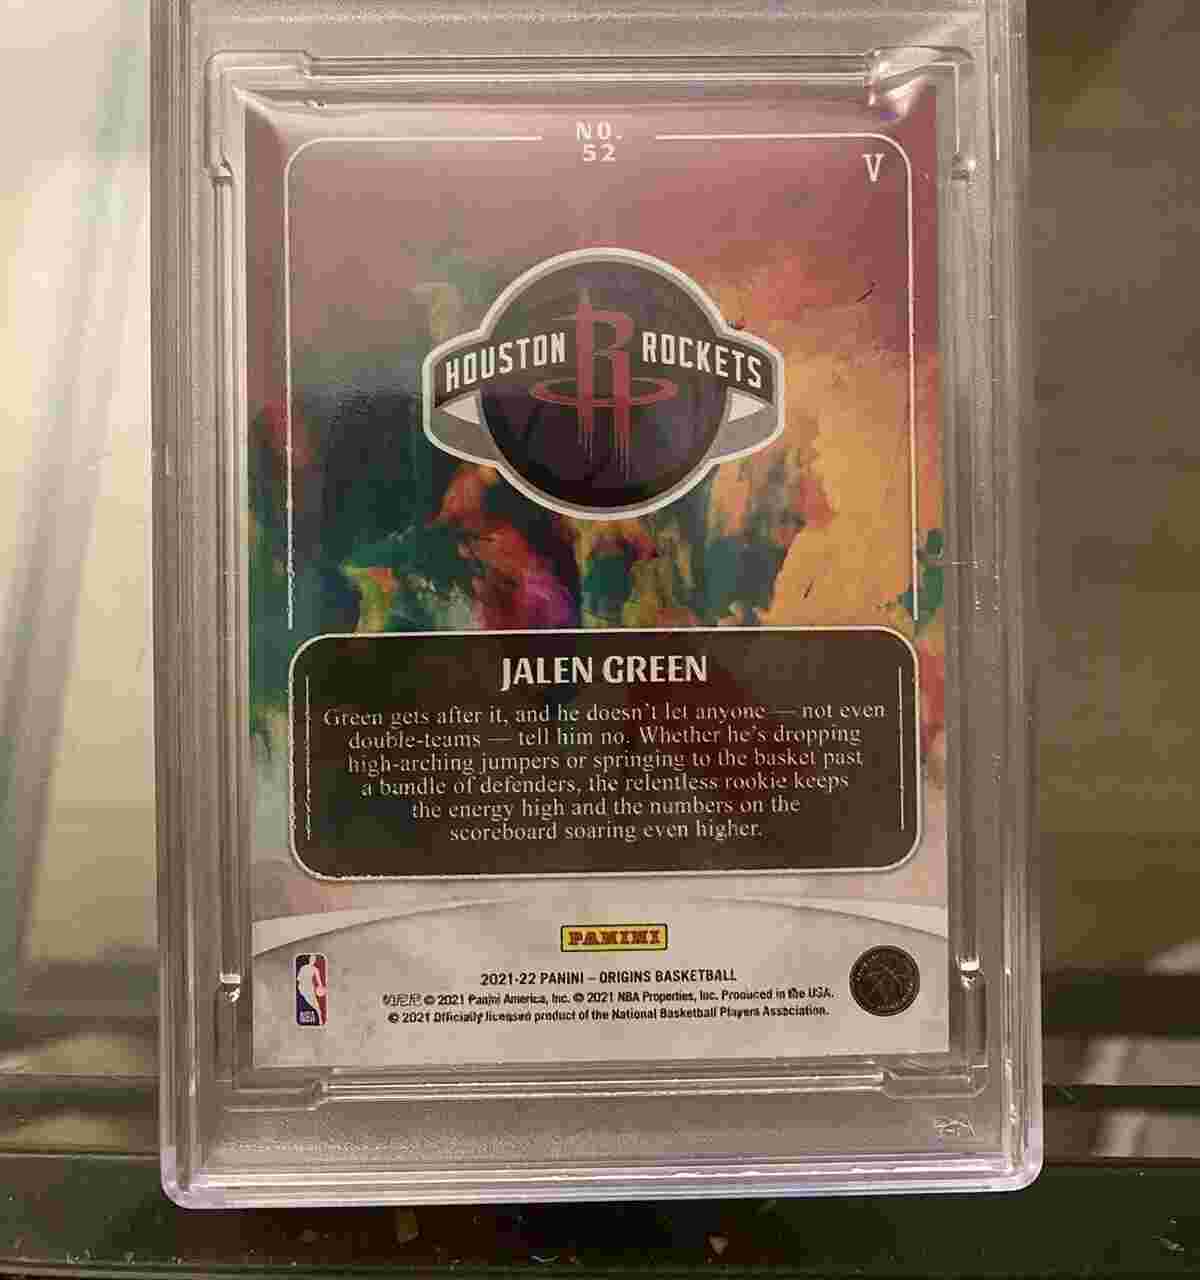 NO.
52
V
HOUSTON ROCKETS
JALEN GREEN
Green gets after it, and he doesn't let anyone — not even
double-teams — tell him no. Whether he's dropping
high-arching jumpers or springing to the basket past
a bundle of defenders, the relentless rookie keeps
the energy high and the numbers on the
scoreboard soaring even higher.
PANINI
2021-22 PANINI – ORIGINS BASKETBALL
© 2021 Panini America, Inc. © 2021 NBA Properties, Inc. Produced in the USA.
© 2021 Officially licensed product of the National Basketball Players Association.
NBA
PSA